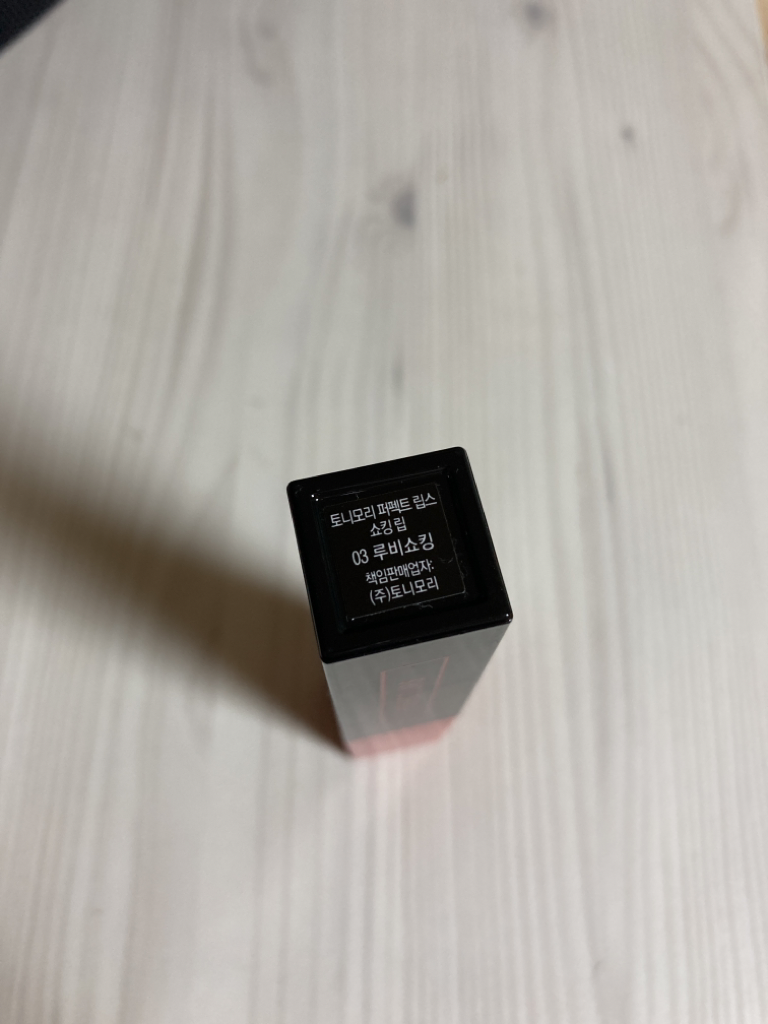 토니모리 퍼펙트 립스
쇼킹 립
03 루비쇼킹
책임판매업자:
(주)토니모리